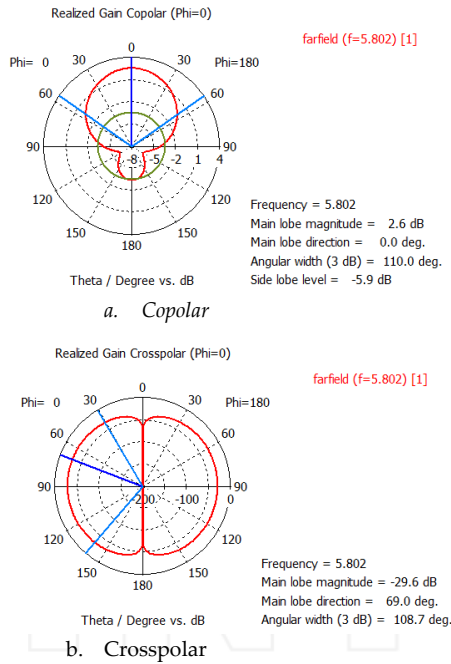 Realized Gain Copolar (Phi=0)
farfield (f=5.802) [1]
0
30 30
Phi= 0 Phi=180
60 60
90 -8 -5 -2 1 4
120 120
150 150
180
Theta / Degree vs. dB
Frequency = 5.802
Main lobe magnitude = 2.6 dB
Main lobe direction = 0.0 deg.
Angular width (3 dB) = 110.0 deg.
Side lobe level = -5.9 dB
a. Copolar
Realized Gain Crosspolar (Phi=0)
farfield (f=5.802) [1]
0
30 30
Phi= 0 Phi=180
60 60
90 -200 -100 0 90
120 120
150 150
180
Theta / Degree vs. dB
Frequency = 5.802
Main lobe magnitude = -29.6 dB
Main lobe direction = 69.0 deg.
Angular width (3 dB) = 108.7 deg.
b. Crosspolar